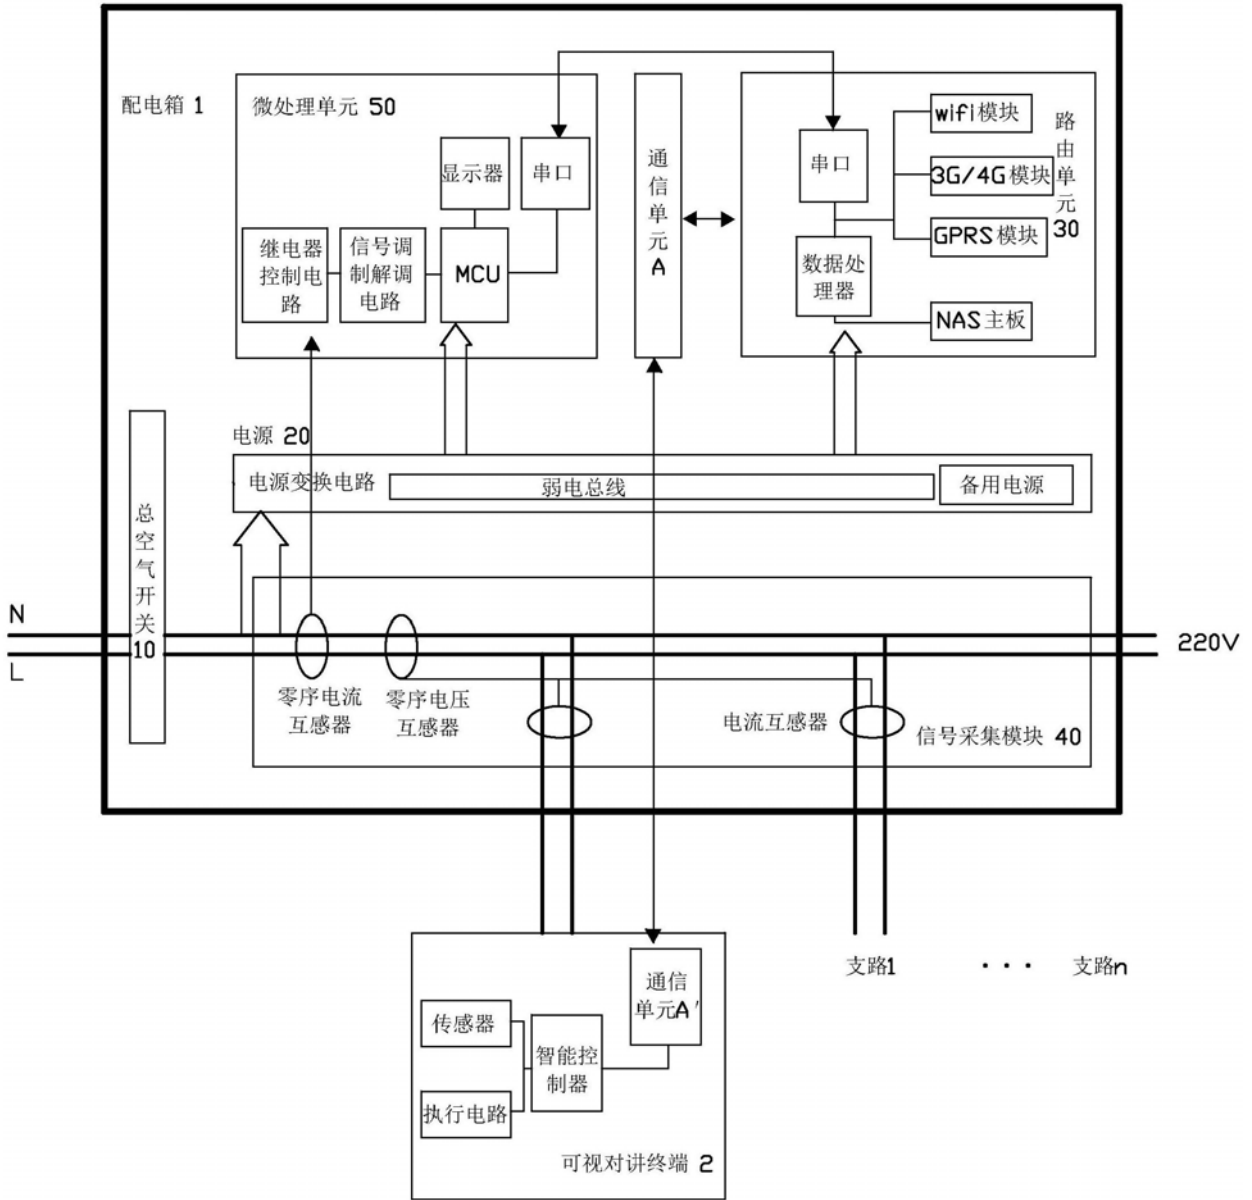 配电箱 1
微处理单元 50
显示器
串口
继电器
控制电
路
信号调
制解调
电路
MCU
通
信
单
元
A
串口
数据处
理器
wifi模块
3G/4G模块
GPRS模块
NAS主板
路
由
单
元
30
电源 20
电源变换电路
弱电总线
备用电源
总
空
气
开
关
10
N
L
220V
零序电流
互感器
零序电压
互感器
电流互感器
信号采集模块 40
支路1
···
支路n
通信
单元A'
传感器
智能控
制器
执行电路
可视对讲终端 2